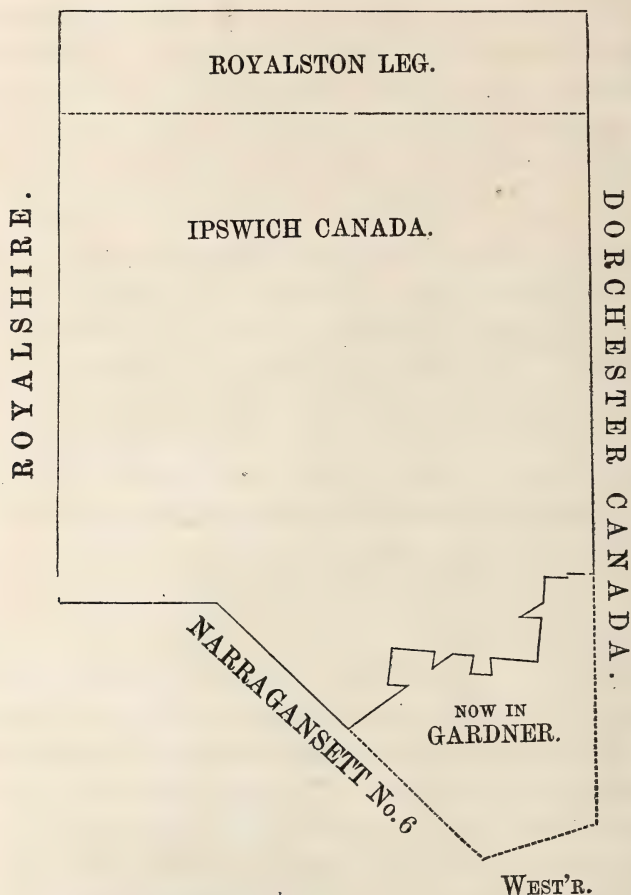 ROYALSTON LEG.
ROYALSHIRE.
IPSWICH CANADA.
DORCHESTER CANADA.
NARRAGANSETT No. 6
NOW IN
GARDNER.
WEST'R.